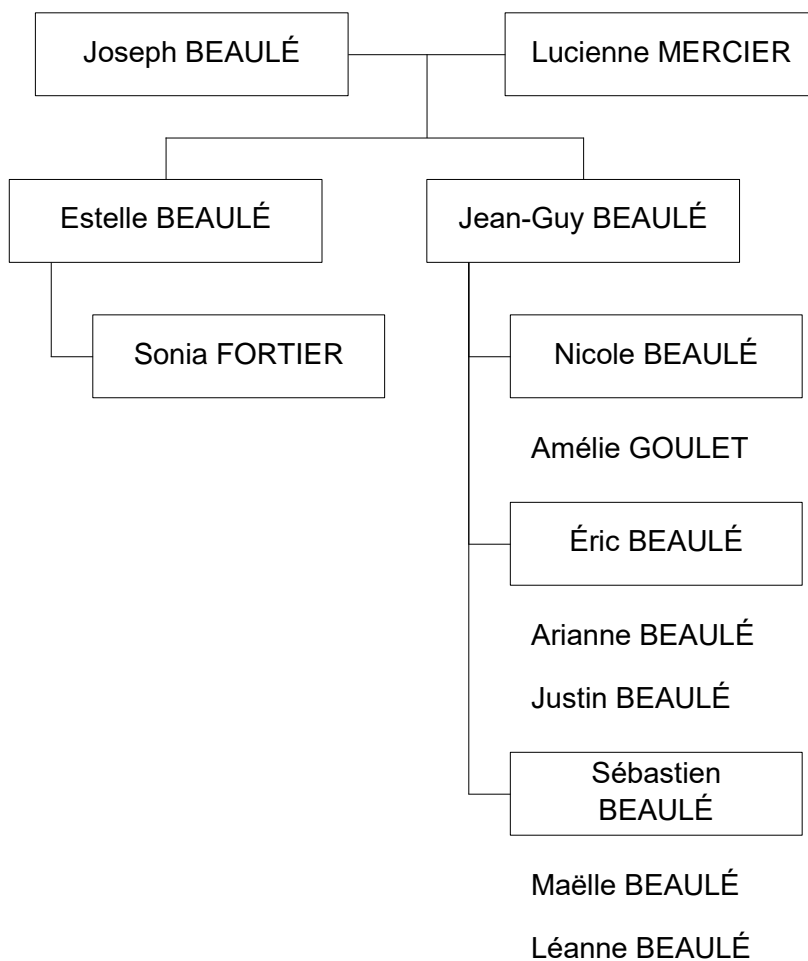 Joseph BEAULÉ
Lucienne MERCIER
Estelle BEAULÉ
Jean-Guy BEAULÉ
Sonia FORTIER
Nicole BEAULÉ
Amélie GOULET
Éric BEAULÉ
Arianne BEAULÉ
Justin BEAULÉ
Sébastien
BEAULÉ
Maëlle BEAULÉ
Léanne BEAULÉ